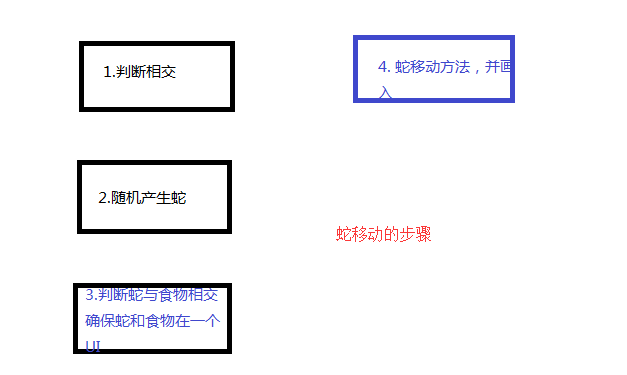 1.判断相交
2.随机产生蛇
3.判断蛇与食物相交
确保蛇和食物在一个
UI
4. 蛇移动方法，并画
入
蛇移动的步骤